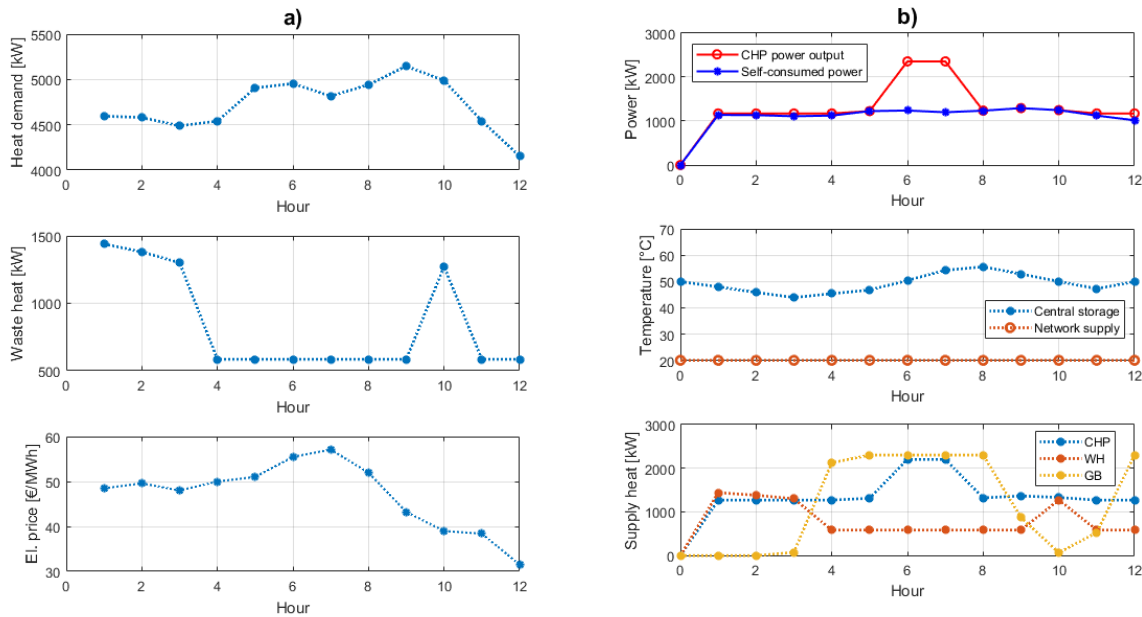 a)
5500
5000
4500
4000
Heat demand [kW]
0 2 4 6 8 10 12
Hour
1500
1000
500
Waste heat [kW]
0 2 4 6 8 10 12
Hour
60
50
40
30
El. price [€/MWh]
0 2 4 6 8 10 12
Hour
b)
3000
2000
1000
0
Power [kW]
CHP power output
Self-consumed power
0 2 4 6 8 10 12
Hour
70
60
50
40
30
20
Temperature [°C]
Central storage
Network supply
0 2 4 6 8 10 12
Hour
3000
2000
1000
0
Supply heat [kW]
CHP
WH
GB
0 2 4 6 8 10 12
Hour